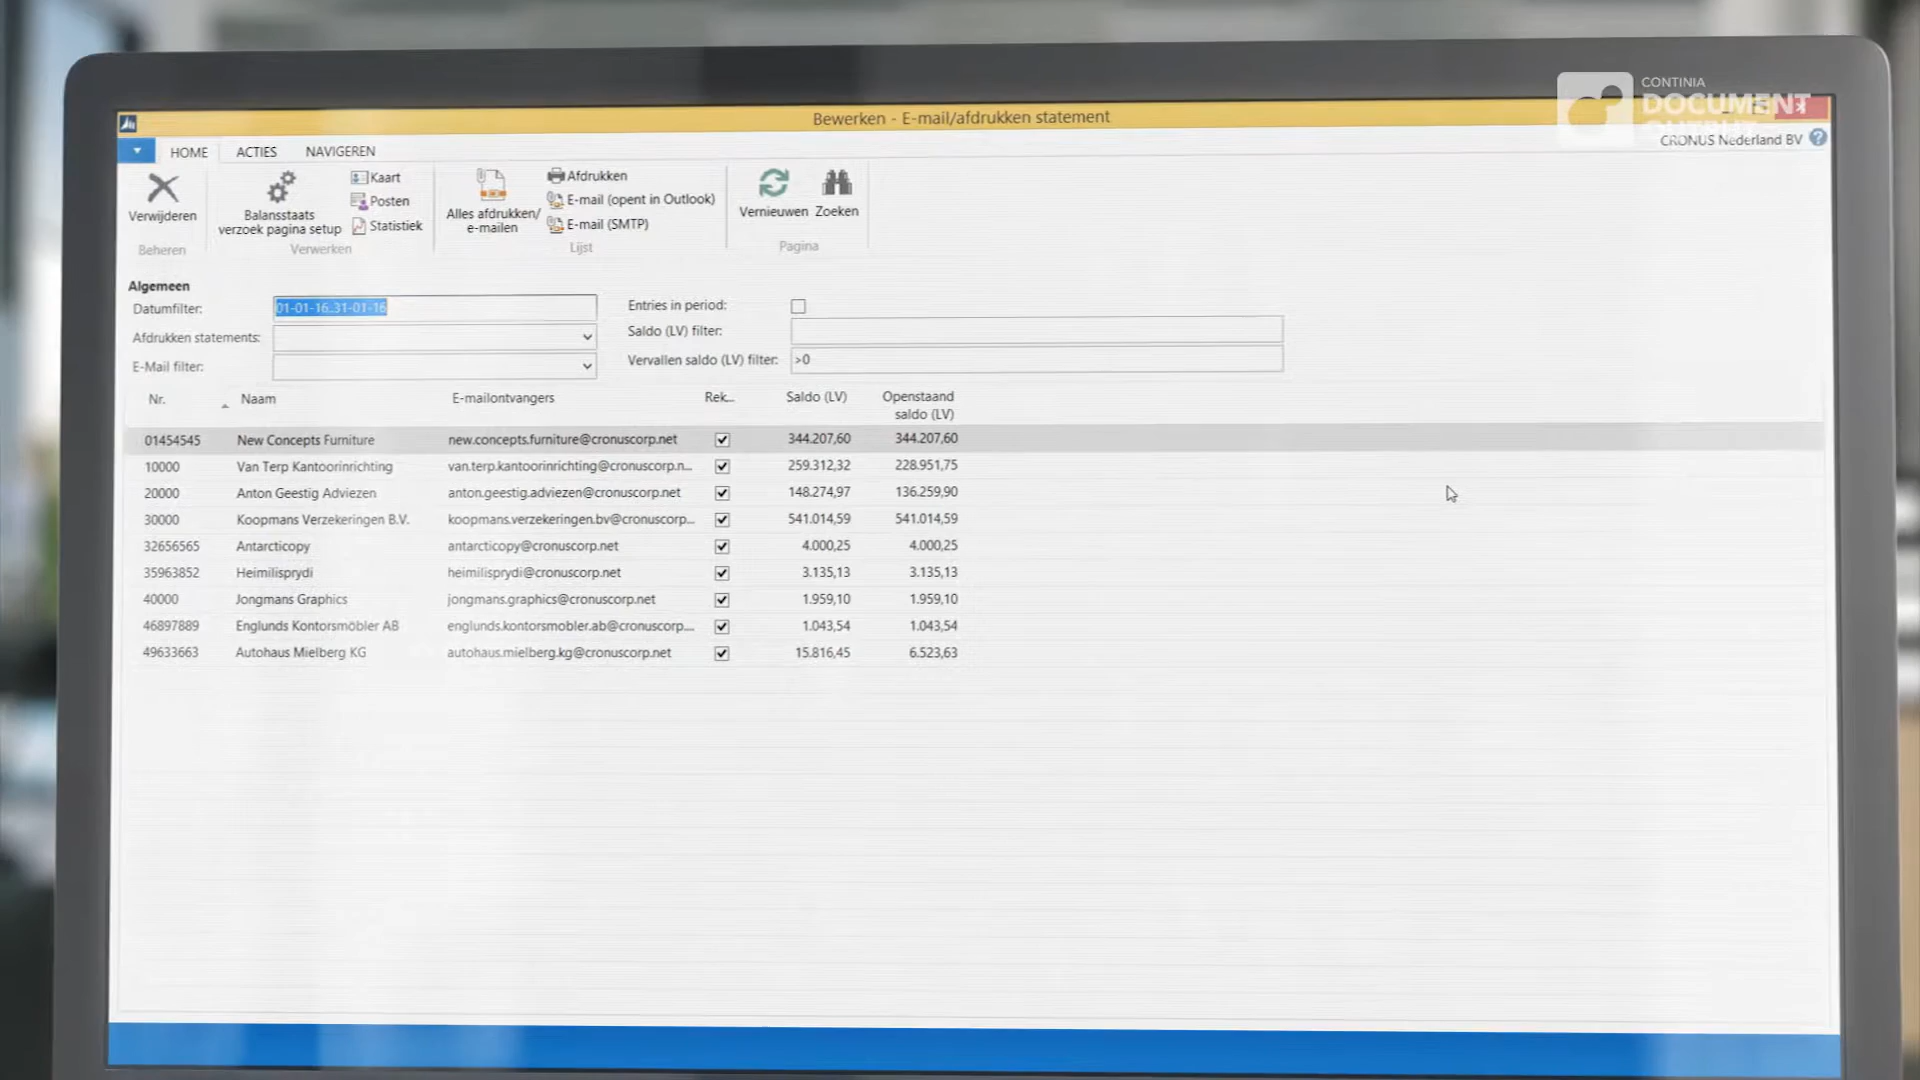 CONTINIA
DOCUMENT
OUTPUT
Bewerken - E-mail/afdrukken statement
CRONUS Nederland BV
HOME ACTIES NAVIGEREN
Verwijderen
Beheren
Balansstaats
verzoek pagina setup
Kaart
Posten
Statistiek
Verwerken
Alles afdrukken/
e-mailen
Afdrukken
E-mail (opent in Outlook)
E-mail (SMTP)
Lijst
Vernieuwen Zoeken
Pagina
Algemeen
Datumfilter: 01-01-16..31-01-16
Afdrukken statements:
E-Mail filter:
Entries in period:
Saldo (LV) filter:
Vervallen saldo (LV) filter: >0
Nr. Naam E-mailontvangers Rek... Saldo (LV) Openstaand
saldo (LV)
01454545 New Concepts Furniture new.concepts.furniture@cronuscorp.net 344.207,60 344.207,60
10000 Van Terp Kantoorinrichting van.terp.kantoorinrichting@cronuscorp.n... 259.312,32 228.951,75
20000 Anton Geestig Adviezen anton.geestig.adviezen@cronuscorp.net 148.274,97 136.259,90
30000 Koopmans Verzekeringen B.V. koopmans.verzekeringen.bv@cronuscorp... 541.014,59 541.014,59
32656565 Antarcticopy antarcticopy@cronuscorp.net 4.000,25 4.000,25
35963852 Heimilisprydi heimilisprydi@cronuscorp.net 3.135,13 3.135,13
40000 Jongmans Graphics jongmans.graphics@cronuscorp.net 1.959,10 1.959,10
46897889 Englunds Kontorsmöbler AB englunds.kontorsmobler.ab@cronuscorp... 1.043,54 1.043,54
49633663 Autohaus Mielberg KG autohaus.mielberg.kg@cronuscorp.net 15.816,45 6.523,63